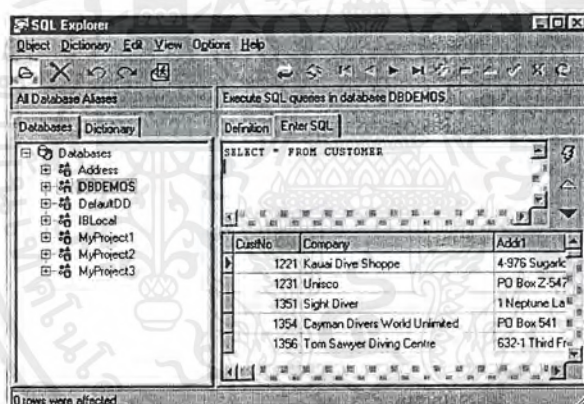 SQL Explorer
Object Dictionary Edit View Options Help
All Database Aliases
Execute SQL queries in database DBDEMOS
Databases Dictionary
Definition Enter SQL
Databases
Address
DBDEMOS
DefaultDD
IBLocal
MyProject1
MyProject2
MyProject3
SELECT * FROM CUSTOMER
CustNo Company Addr1
1221 Kauai Dive Shoppe 4-976 Sugarlc
1231 Unisco PO Box Z-547
1351 Sight Diver 1 Neptune La
1354 Cayman Divers World Unlimited PO Box 541
1356 Tom Sawyer Diving Centre 632-1 Third Fr
0 rows were affected